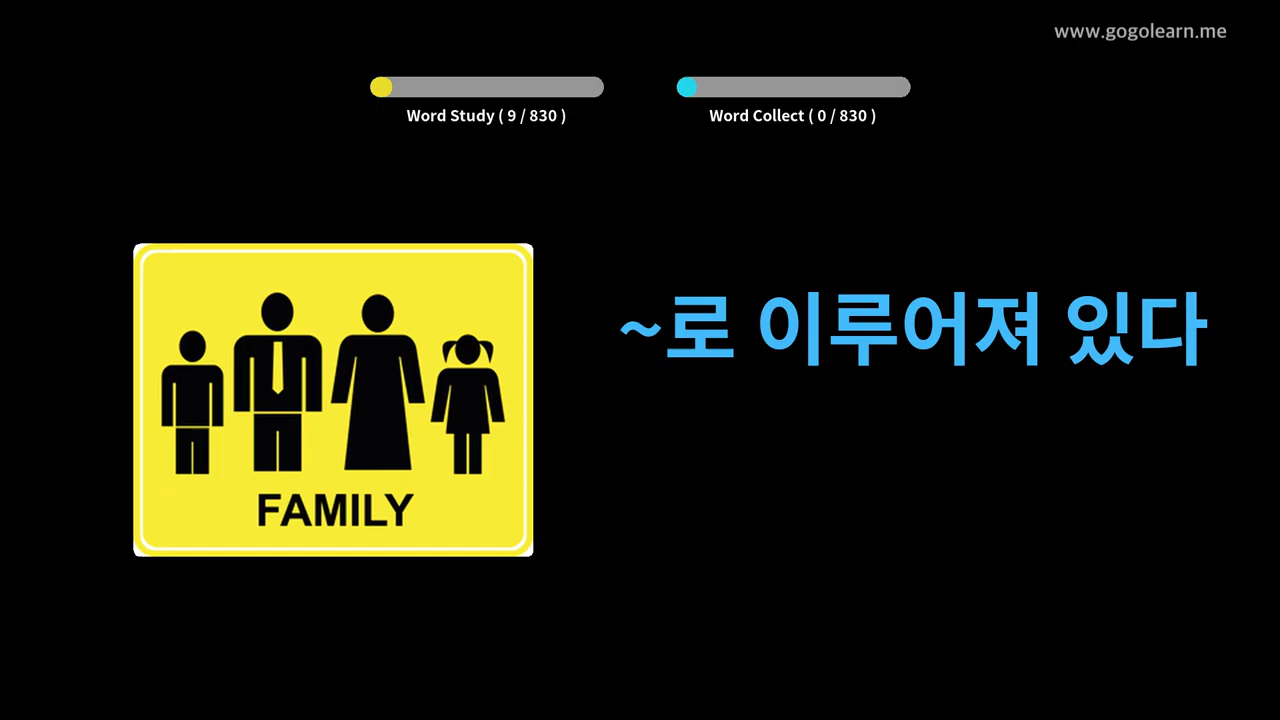 www.gogolearn.me
Word Study ( 9 / 830 )
Word Collect ( 0 / 830 )
~로 이루어져 있다
FAMILY